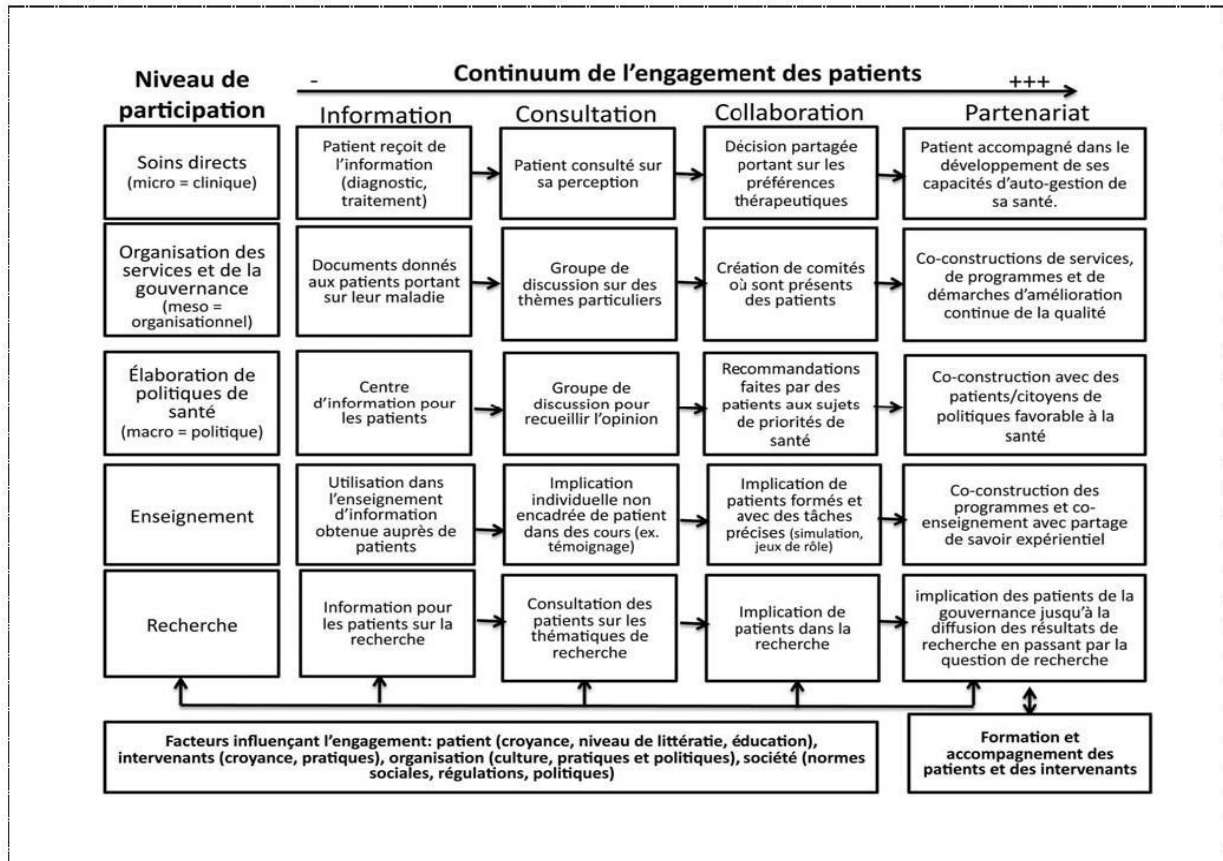 Continuum de l'engagement des patients
- +++
Niveau de
participation
Information
Consultation
Collaboration
Partenariat
Soins directs
(micro = clinique)
Patient reçoit de
l'information
(diagnostic,
traitement)
Patient consulté sur
sa perception
Décision partagée
portant sur les
préférences
thérapeutiques
Patient accompagné dans le
développement de ses
capacités d'auto-gestion de
sa santé.
Organisation des
services et de la
gouvernance
(meso =
organisationnel)
Documents donnés
aux patients portant
sur leur maladie
Groupe de
discussion sur des
thèmes particuliers
Création de comités
où sont présents
des patients
Co-constructions de services,
de programmes et de
démarches d'amélioration
continue de la qualité
Élaboration de
politiques de
santé
(macro = politique)
Centre
d'information pour
les patients
Groupe de
discussion pour
recueillir l'opinion
Recommandations
faites par des
patients aux sujets
de priorités de
santé
Co-construction avec des
patients/citoyens de
politiques favorable à la
santé
Enseignement
Utilisation dans
l'enseignement
d'information
obtenue auprès de
patients
Implication
individuelle non
encadrée de patient
dans des cours (ex.
témoignage)
Implication de
patients formés et
avec des tâches
précises (simulation,
jeux de rôle)
Co-construction des
programmes et co-
enseignement avec partage
de savoir expérientiel
Recherche
Information pour
les patients sur la
recherche
Consultation des
patients sur les
thématiques de
recherche
Implication de
patients dans la
recherche
implication des patients de la
gouvernance jusqu'à la
diffusion des résultats de
recherche en passant par la
question de recherche
Facteurs influençant l'engagement: patient (croyance, niveau de littératie, éducation),
intervenants (croyance, pratiques), organisation (culture, pratiques et politiques), société (normes
sociales, régulations, politiques)
Formation et
accompagnement des
patients et des intervenants